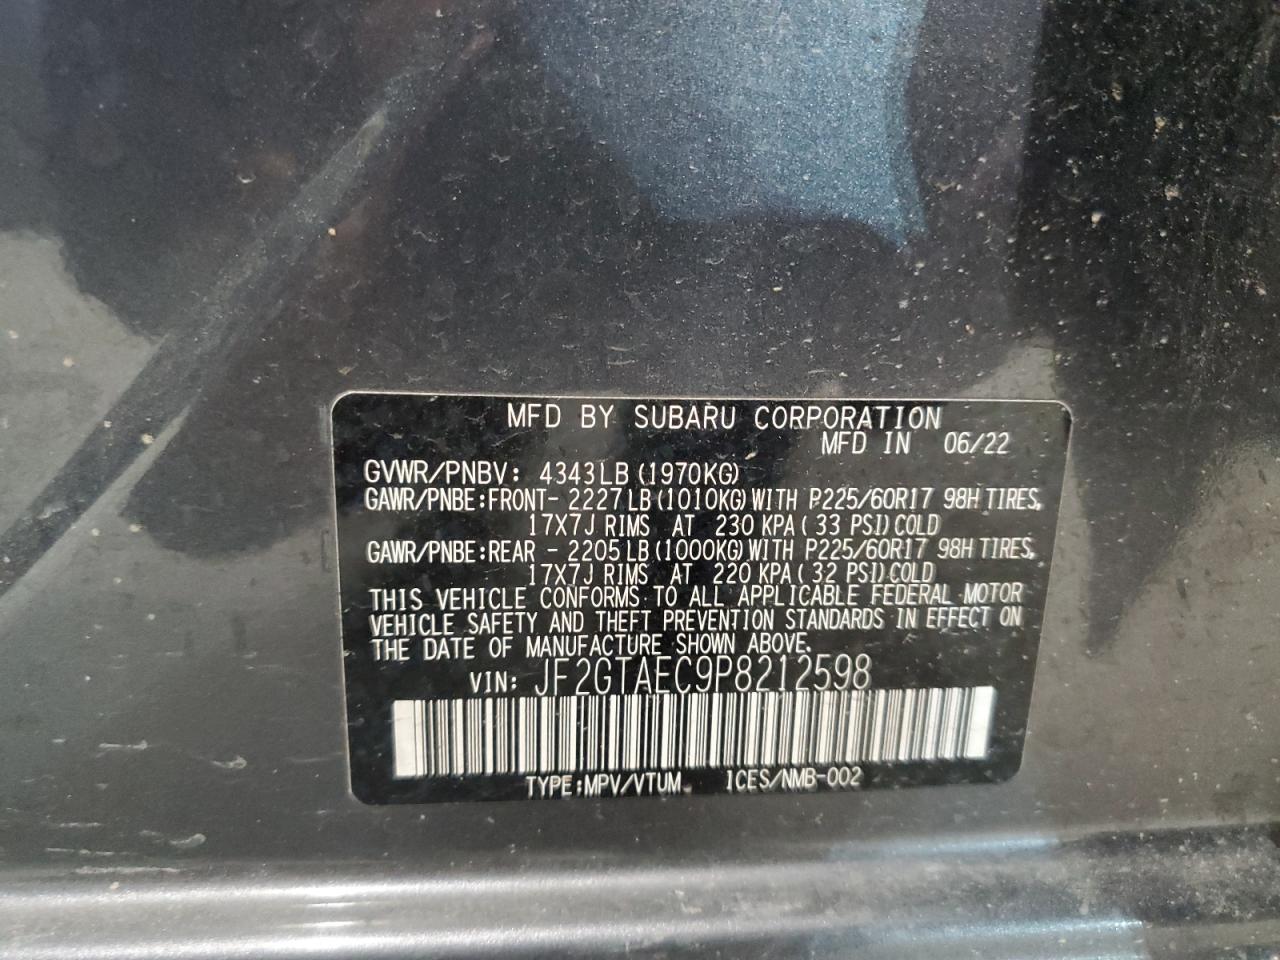 MFD BY SUBARU CORPORATION
MFD IN 06/22
GVWR/PNBV: 4343LB (1970KG)
GAWR/PNBE:FRONT- 2227LB (1010KG) WITH P225/60R17 98H TIRES,
17X7J RIMS AT 230 KPA ( 33 PSI) COLD
GAWR/PNBE:REAR - 2205LB (1000KG) WITH P225/60R17 98H TIRES,
17X7J RIMS AT 220 KPA ( 32 PSI) COLD
THIS VEHICLE CONFORMS TO ALL APPLICABLE FEDERAL MOTOR
VEHICLE SAFETY AND THEFT PREVENTION STANDARDS IN EFFECT ON
THE DATE OF MANUFACTURE SHOWN ABOVE.
VIN: JF2GTAEC9P8212598
TYPE:MPV/VTUM ICES/NMB-002